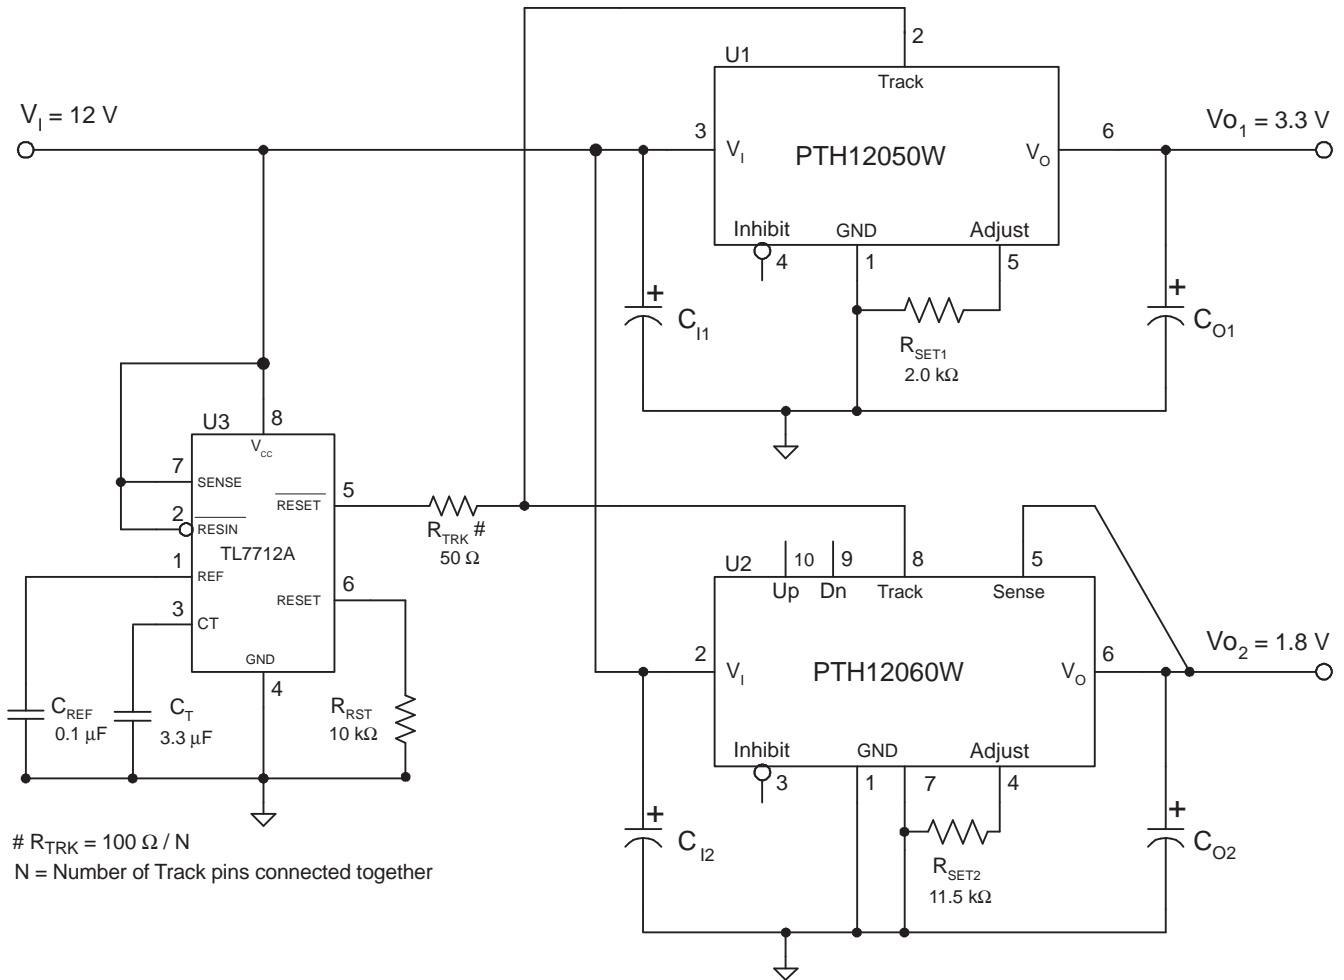 V_I = 12 V
U1
2
Track
3
V_I
PTH12050W
V_O
6
Vo_1 = 3.3 V
Inhibit
4
GND
1
Adjust
5
+
C_I1
R_SET1
2.0 kΩ
+
C_O1
U3
8
V_cc
7
SENSE
2
RESIN
TL7712A
1
REF
3
CT
RESET
5
RESET
6
GND
4
R_TRK #
50 Ω
C_REF
0.1 μF
C_T
3.3 μF
R_RST
10 kΩ
U2
10
Up
9
Dn
8
Track
5
Sense
2
V_I
PTH12060W
V_O
6
Vo_2 = 1.8 V
Inhibit
3
GND
1
7
Adjust
4
+
C_I2
R_SET2
11.5 kΩ
+
C_O2
# R_TRK = 100 Ω / N
N = Number of Track pins connected together